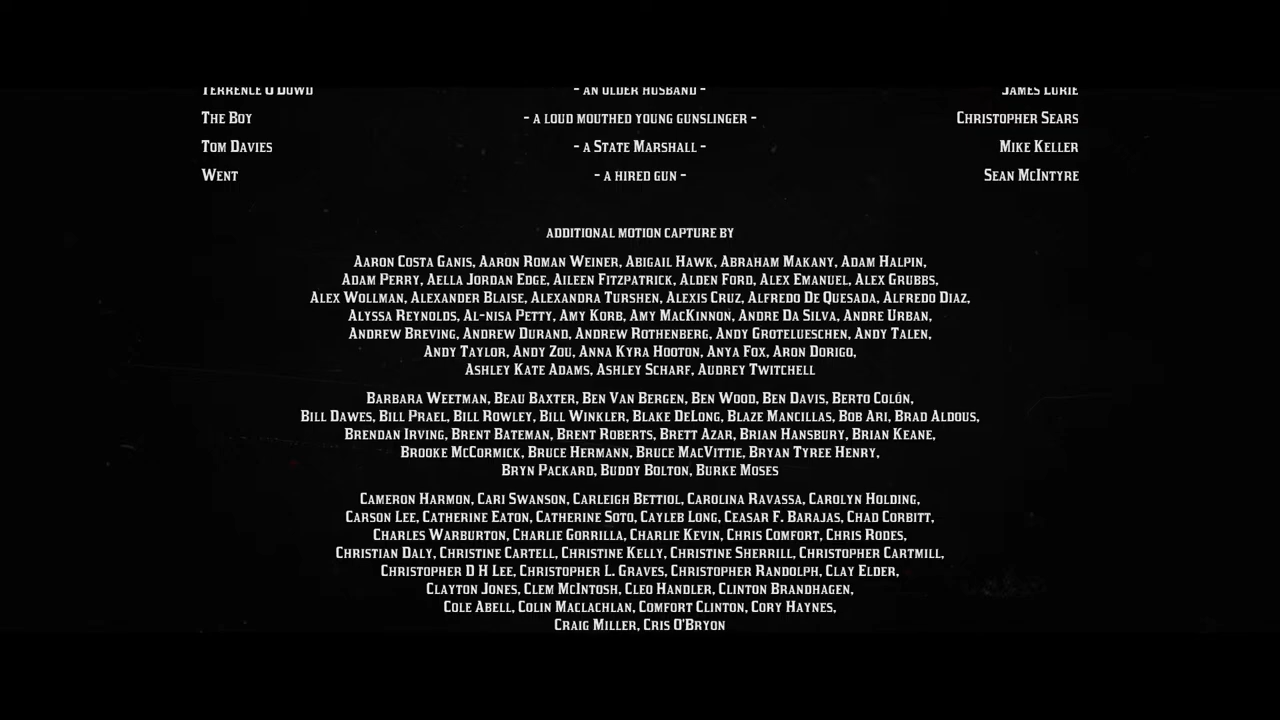 Terrence O'Dowd - an older husband - James Lurie
The Boy - a loud mouthed young gunslinger - Christopher Sears
Tom Davies - a State Marshall - Mike Keller
Went - a hired gun - Sean McIntyre
additional motion capture by
Aaron Costa Ganis, Aaron Roman Weiner, Abigail Hawk, Abraham Makany, Adam Halpin,
Adam Perry, Aella Jordan Edge, Aileen Fitzpatrick, Alden Ford, Alex Emanuel, Alex Grubbs,
Alex Wollman, Alexander Blaise, Alexandra Turshen, Alexis Cruz, Alfredo De Quesada, Alfredo Diaz,
Alyssa Reynolds, Al-nisa Petty, Amy Korb, Amy MacKinnon, Andre Da Silva, Andre Urban,
Andrew Breving, Andrew Durand, Andrew Rothenberg, Andy Grotelueschen, Andy Talen,
Andy Taylor, Andy Zou, Anna Kyra Hooton, Anya Fox, Aron Dorigo,
Ashley Kate Adams, Ashley Scharf, Audrey Twitchell
Barbara Weetman, Beau Baxter, Ben Van Bergen, Ben Wood, Ben Davis, Berto Colón,
Bill Dawes, Bill Prael, Bill Rowley, Bill Winkler, Blake DeLong, Blaze Mancillas, Bob Ari, Brad Aldous,
Brendan Irving, Brent Bateman, Brent Roberts, Brett Azar, Brian Hansbury, Brian Keane,
Brooke McCormick, Bruce Hermann, Bruce MacVittie, Bryan Tyree Henry,
Bryn Packard, Buddy Bolton, Burke Moses
Cameron Harmon, Cari Swanson, Carleigh Bettiol, Carolina Ravassa, Carolyn Holding,
Carson Lee, Catherine Eaton, Catherine Soto, Cayleb Long, Ceasar F. Barajas, Chad Corbitt,
Charles Warburton, Charlie Gorrilla, Charlie Kevin, Chris Comfort, Chris Rodes,
Christian Daly, Christine Cartell, Christine Kelly, Christine Sherrill, Christopher Cartmill,
Christopher D H Lee, Christopher L. Graves, Christopher Randolph, Clay Elder,
Clayton Jones, Clem McIntosh, Cleo Handler, Clinton Brandhagen,
Cole Abell, Colin Maclachlan, Comfort Clinton, Cory Haynes,
Craig Miller, Cris O'Bryon